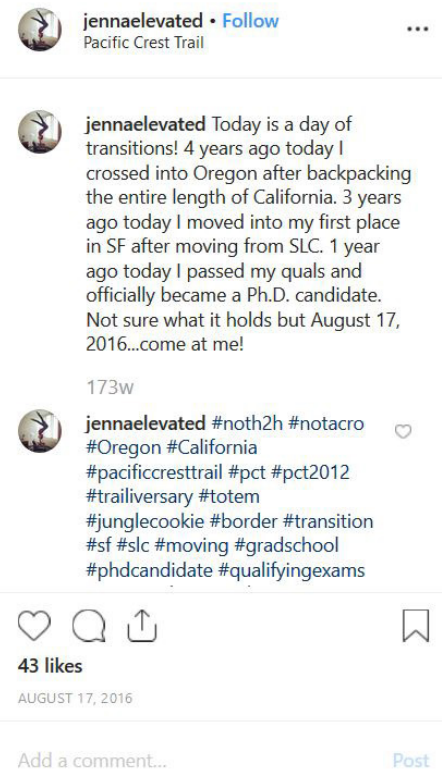 jennaelevated • Follow
Pacific Crest Trail
jennaelevated Today is a day of
transitions! 4 years ago today I
crossed into Oregon after backpacking
the entire length of California. 3 years
ago today I moved into my first place
in SF after moving from SLC. 1 year
ago today I passed my quals and
officially became a Ph.D. candidate.
Not sure what it holds but August 17,
2016...come at me!
173w
jennaelevated #noth2h #notacro
#Oregon #California
#pacificcresttrail #pct #pct2012
#trailiversary #totem
#junglecookie #border #transition
#sf #slc #moving #gradschool
#phdcandidate #qualifyingexams
43 likes
AUGUST 17, 2016
Add a comment...
Post